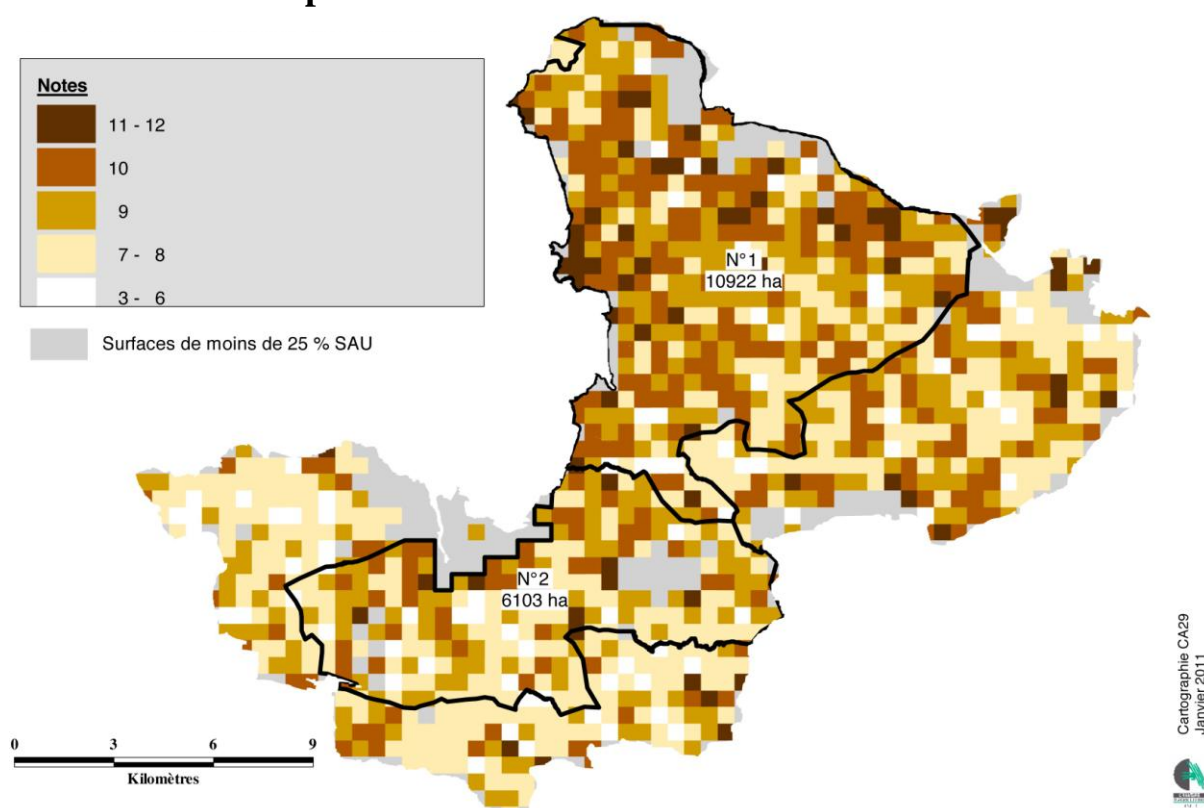 Notes
11 - 12
10
9
7 - 8
3 - 6
Surfaces de moins de 25 % SAU
N°1
10922 ha
N°2
6103 ha
0 3 6 9
Kilomètres
Cartographie CA29
Janvier 2011